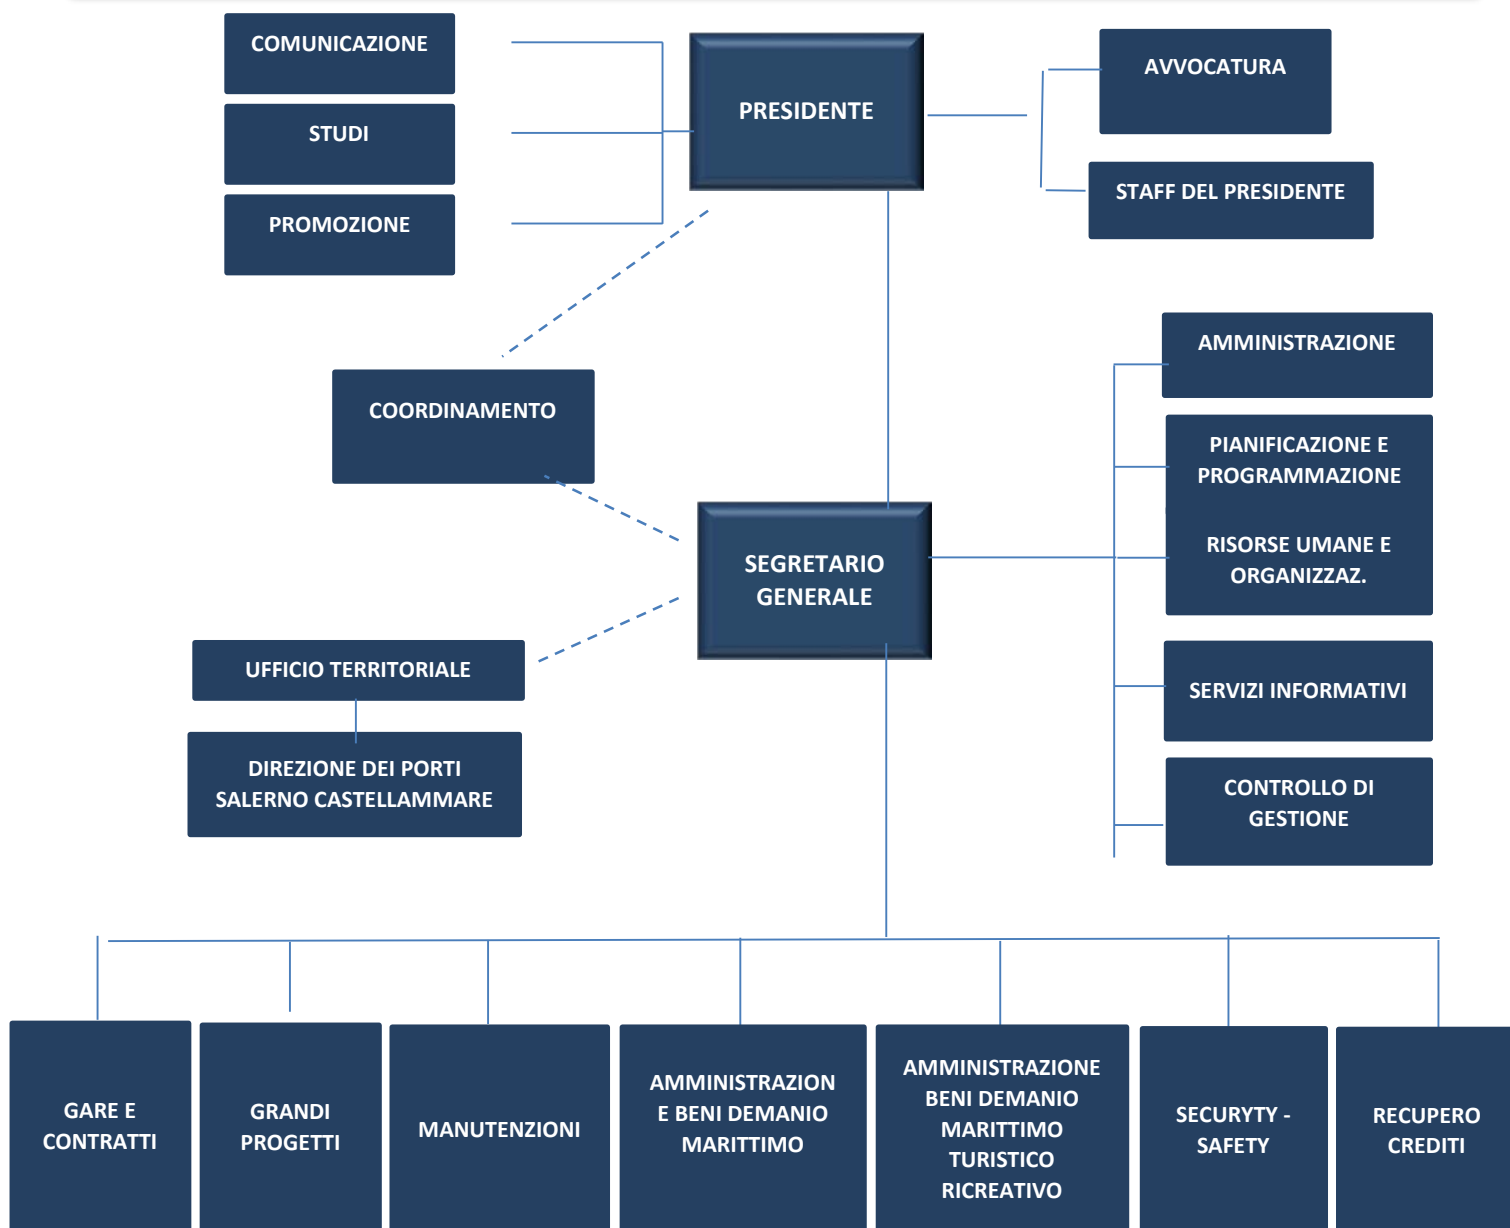 COMUNICAZIONE
STUDI
PROMOZIONE
PRESIDENTE
AVVOCATURA
STAFF DEL PRESIDENTE
COORDINAMENTO
SEGRETARIO
GENERALE
AMMINISTRAZIONE
PIANIFICAZIONE E
PROGRAMMAZIONE
RISORSE UMANE E
ORGANIZZAZ.
SERVIZI INFORMATIVI
CONTROLLO DI
GESTIONE
UFFICIO TERRITORIALE
DIREZIONE DEI PORTI
SALERNO CASTELLAMMARE
GARE E
CONTRATTI
GRANDI
PROGETTI
MANUTENZIONI
AMMINISTRAZION
E BENI DEMANIO
MARITTIMO
AMMINISTRAZIONE
BENI DEMANIO
MARITTIMO
TURISTICO
RICREATIVO
SECURYTY -
SAFETY
RECUPERO
CREDITI